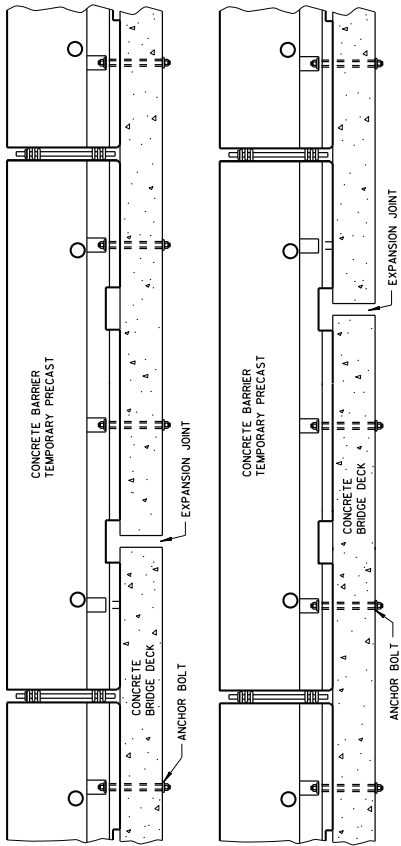 CONCRETE BARRIER
TEMPORARY PRECAST
EXPANSION JOINT
CONCRETE
BRIDGE DECK
ANCHOR BOLT
CONCRETE BARRIER
TEMPORARY PRECAST
EXPANSION JOINT
CONCRETE
BRIDGE DECK
ANCHOR BOLT